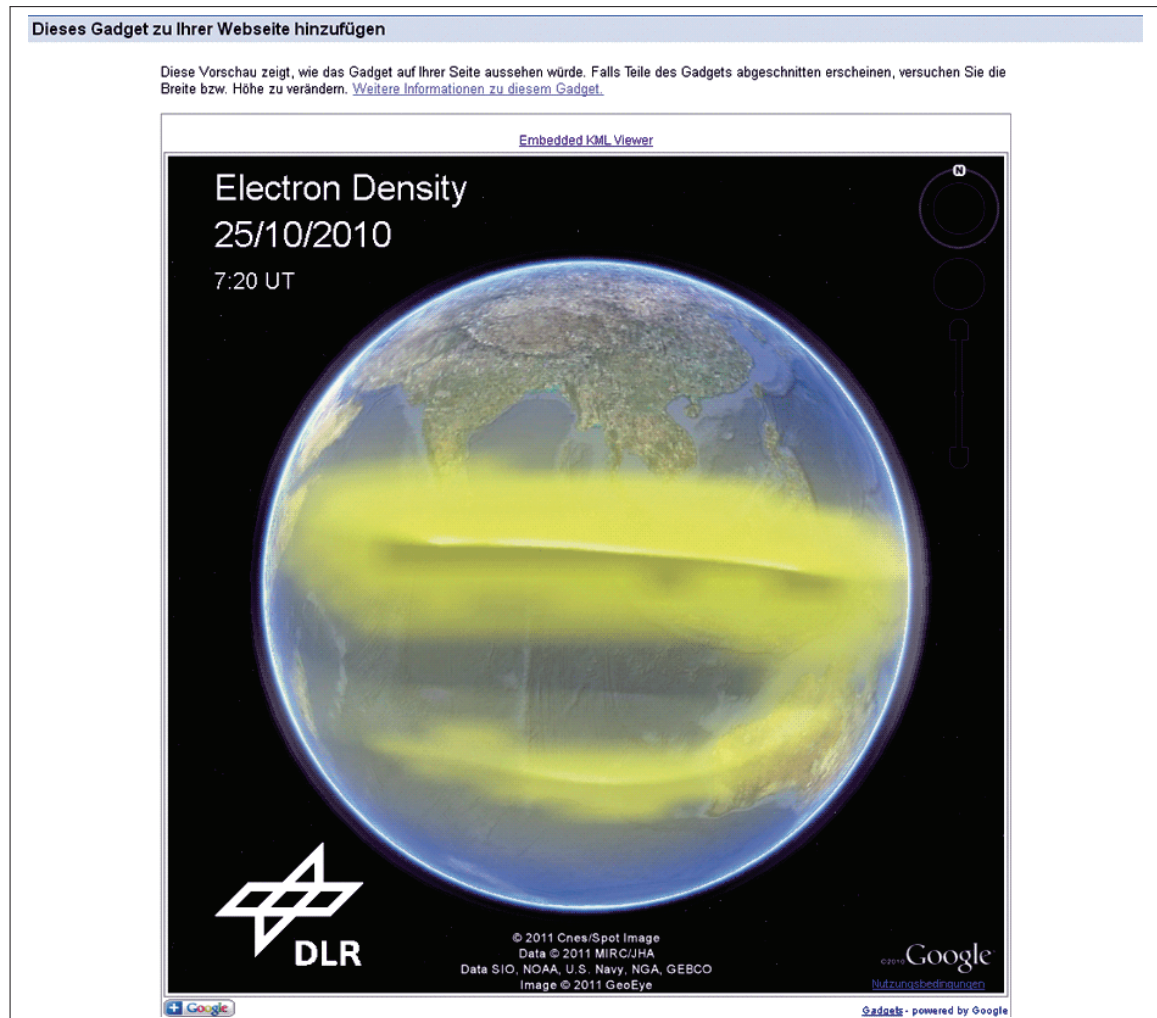 Dieses Gadget zu Ihrer Webseite hinzufügen
Diese Vorschau zeigt, wie das Gadget auf Ihrer Seite aussehen würde. Falls Teile des Gadgets abgeschnitten erscheinen, versuchen Sie die
Breite bzw. Höhe zu verändern. Weitere Informationen zu diesem Gadget.
Embedded KML Viewer
Electron Density
25/10/2010
7:20 UT
N
DLR
© 2011 Cnes/Spot Image
Data © 2011 MIRC/JHA
Data SIO, NOAA, U.S. Navy, NGA, GEBCO
Image © 2011 GeoEye
©2010 Google
Nutzungsbedingungen
+ Google
Gadgets - powered by Google